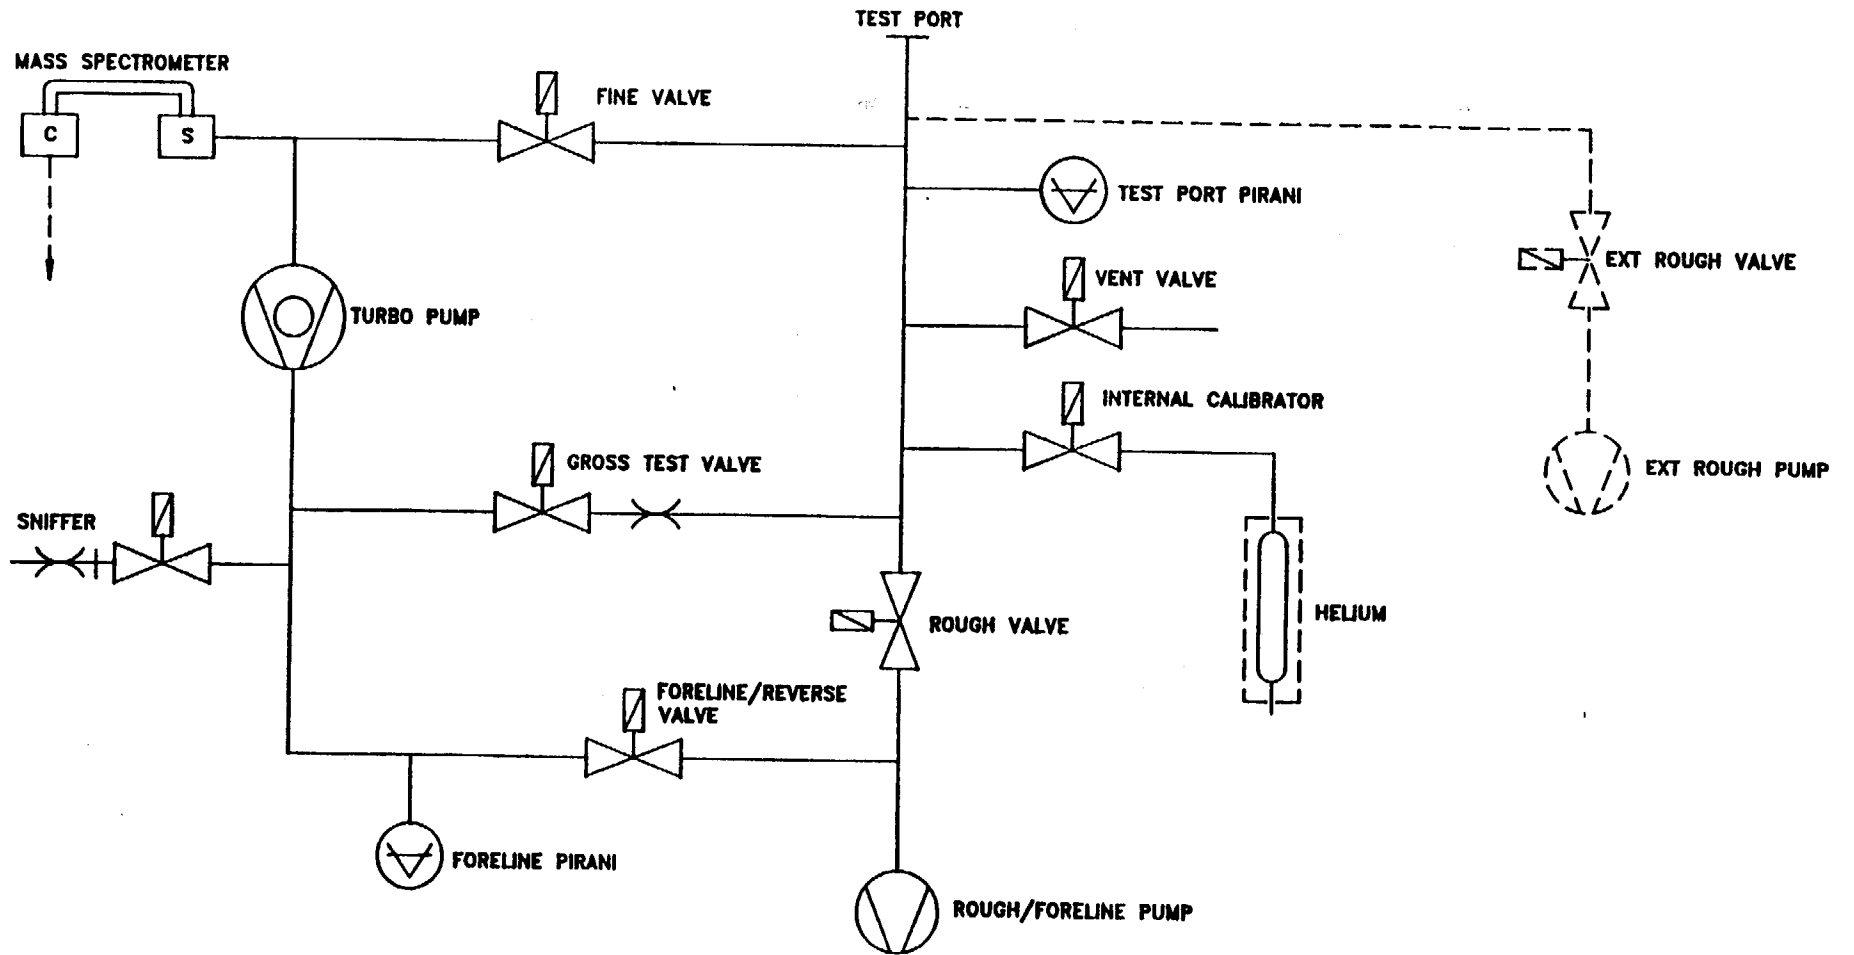 TEST PORT
MASS SPECTROMETER
FINE VALVE
C
S
TEST PORT PIRANI
EXT ROUGH VALVE
VENT VALVE
TURBO PUMP
INTERNAL CALIBRATOR
GROSS TEST VALVE
EXT ROUGH PUMP
SNIFFER
HELIUM
ROUGH VALVE
FORELINE/REVERSE
VALVE
FORELINE PIRANI
ROUGH/FORELINE PUMP